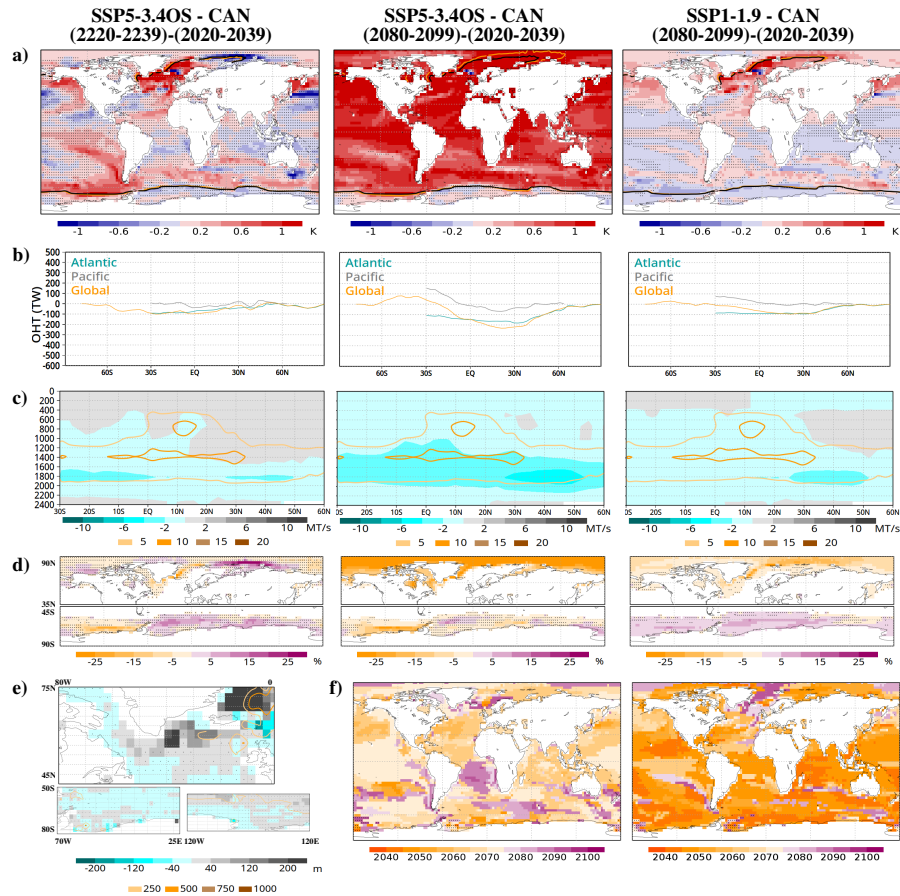 SSP5-3.4OS - CAN SSP5-3.4OS - CAN SSP1-1.9 - CAN
(2220-2239)-(2020-2039) (2080-2099)-(2020-2039) (2080-2099)-(2020-2039)
a)
-1 -0.6 -0.2 0.2 0.6 1 K -1 -0.6 -0.2 0.2 0.6 1 K -1 -0.6 -0.2 0.2 0.6 1 K
b)
OHT (TW)
500
400
300
200
100
0
-100
-200
-300
-400
-500
-600
Atlantic Atlantic Atlantic
Pacific Pacific Pacific
Global Global Global
60S 30S EQ 30N 60N 60S 30S EQ 30N 60N 60S 30S EQ 30N 60N
c)
0
200
400
600
800
1000
1200
1400
1600
1800
2000
2200
2400
30S 20S 10S EQ 10N 20N 30N 40N 50N 60N 20S 10S EQ 10N 20N 30N 40N 50N 60N 30S 20S 10S EQ 10N 20N 30N 40N 50N 60N
-10 -6 -2 2 6 10 MT/s -10 -6 -2 2 6 10 MT/s -10 -6 -2 2 6 10 MT/s
5 10 15 20 5 10 15 20 5 10 15 20
d)
90N
35N
45S
90S
-25 -15 -5 5 15 25 % -25 -15 -5 5 15 25 % -25 -15 -5 5 15 25 %
e)
80W 0
75N
45N
50S
80S
70W 25E 120W 120E
-200 -120 -40 40 120 200 m
250 500 750 1000
f)
2040 2050 2060 2070 2080 2090 2100 2040 2050 2060 2070 2080 2090 2100